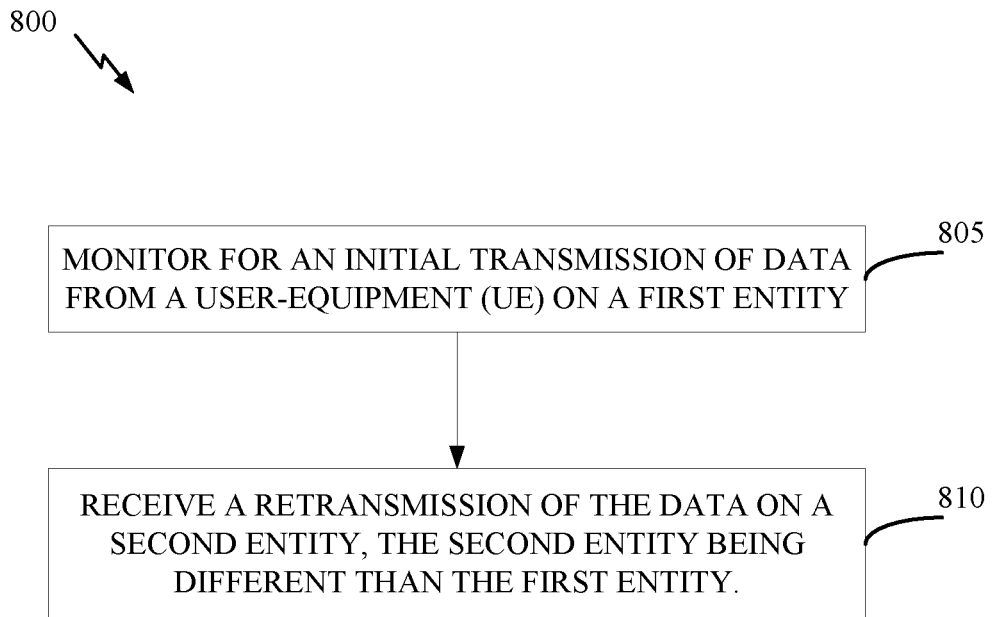 800
805
MONITOR FOR AN INITIAL TRANSMISSION OF DATA
FROM A USER-EQUIPMENT (UE) ON A FIRST ENTITY
810
RECEIVE A RETRANSMISSION OF THE DATA ON A
SECOND ENTITY, THE SECOND ENTITY BEING
DIFFERENT THAN THE FIRST ENTITY.